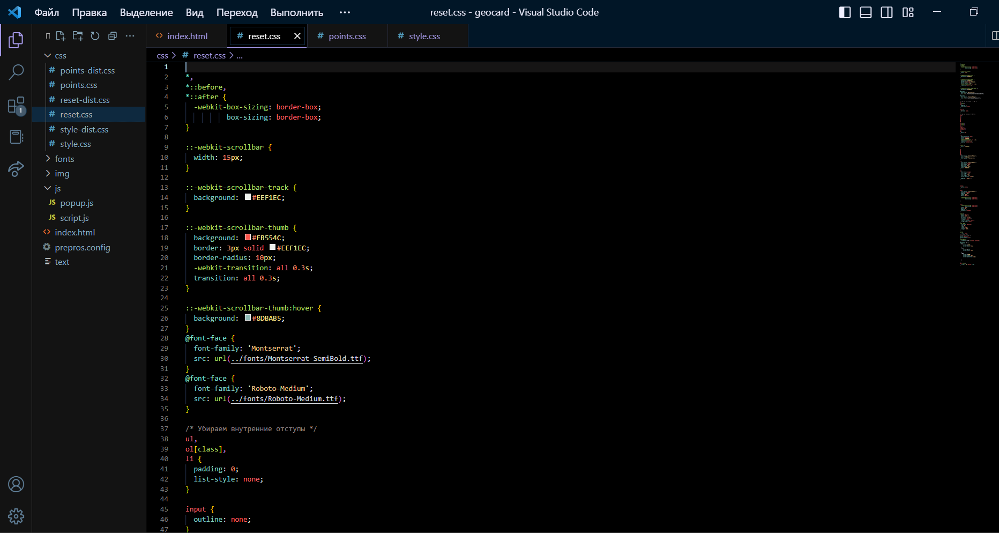 Файл Правка Выделение Вид Переход Выполнить ··· reset.css - geocard - Visual Studio Code
index.html
# reset.css
# points.css
# style.css
css > # reset.css > ...
css
# points-dist.css
# points.css
# reset-dist.css
# reset.css
# style-dist.css
# style.css
fonts
img
js
JS popup.js
JS script.js
index.html
prepros.config
text
1
1
2 *,
3 *::before,
4 *::after {
5 -webkit-box-sizing: border-box;
6 box-sizing: border-box;
7 }
8
9 ::-webkit-scrollbar {
10 width: 15px;
11 }
12
13 ::-webkit-scrollbar-track {
14 background: #EEF1EC;
15 }
16
17 ::-webkit-scrollbar-thumb {
18 background: #FB554C;
19 border: 3px solid #EEF1EC;
20 border-radius: 10px;
21 -webkit-transition: all 0.3s;
22 transition: all 0.3s;
23 }
24
25 ::-webkit-scrollbar-thumb:hover {
26 background: #8DBAB5;
27 }
28 @font-face {
29 font-family: 'Montserrat';
30 src: url(../fonts/Montserrat-SemiBold.ttf);
31 }
32 @font-face {
33 font-family: 'Roboto-Medium';
34 src: url(../fonts/Roboto-Medium.ttf);
35 }
36
37 /* Убираем внутренние отступы */
38 ul,
39 ol[class],
40 li {
41 padding: 0;
42 list-style: none;
43 }
44
45 input {
46 outline: none;
47 }